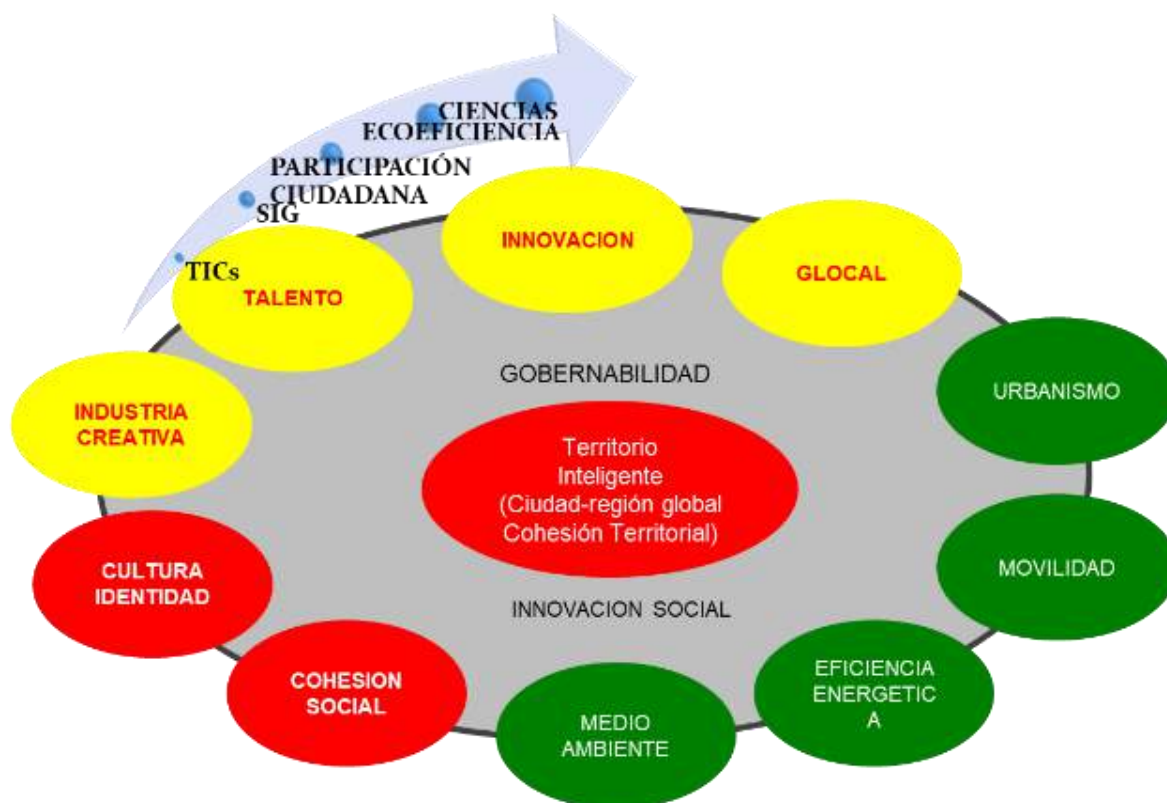 CIENCIAS
ECOEFICIENCIA
PARTICIPACIÓN
CIUDADANA
SIG
TICs
TALENTO
INNOVACION
GLOCAL
INDUSTRIA
CREATIVA
GOBERNABILIDAD
URBANISMO
Territorio
Inteligente
(Ciudad-región global
Cohesión Territorial)
CULTURA
IDENTIDAD
MOVILIDAD
INNOVACION SOCIAL
COHESION
SOCIAL
MEDIO
AMBIENTE
EFICIENCIA
ENERGETIC
A